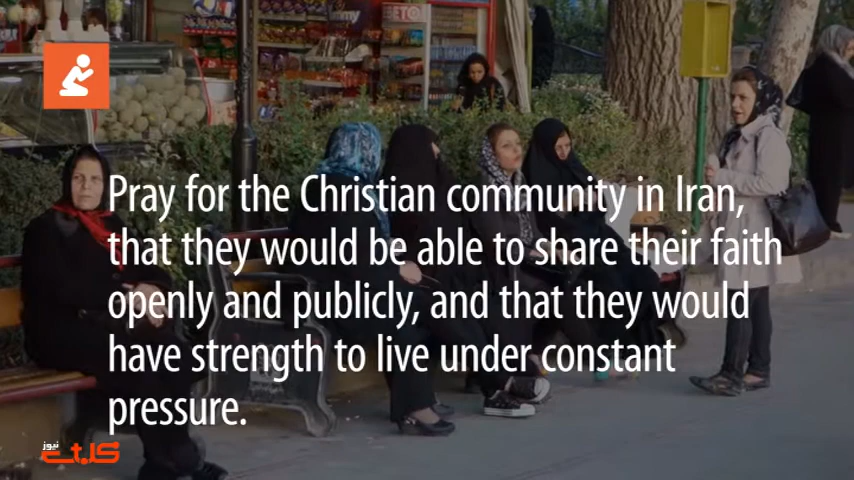 Pray for the Christian community in Iran,
that they would be able to share their faith
openly and publicly, and that they would
have strength to live under constant
pressure.
نیوز